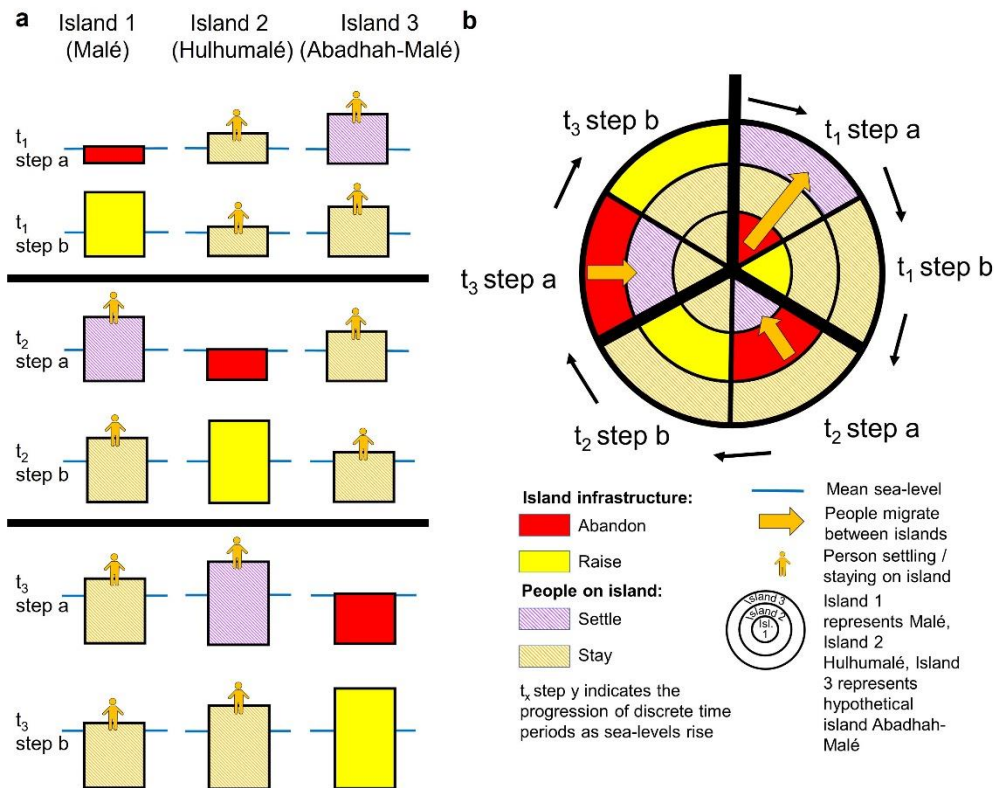 a
Island 1
(Malé)
Island 2
(Hulhumalé)
Island 3
(Abadhah-Malé)
t1
step a
t1
step b
t2
step a
t2
step b
t3
step a
t3
step b
b
t3 step b
t1 step a
t3 step a
t1 step b
t2 step b
t2 step a
Island infrastructure:
Abandon
Raise
People on island:
Settle
Stay
tx step y indicates the
progression of discrete time
periods as sea-levels rise
Mean sea-level
People migrate
between islands
Person settling /
staying on island
Island 3
Island 2
Isl.
1
Island 1
represents Malé,
Island 2
Hulhumalé, Island
3 represents
hypothetical
island Abadhah-
Malé